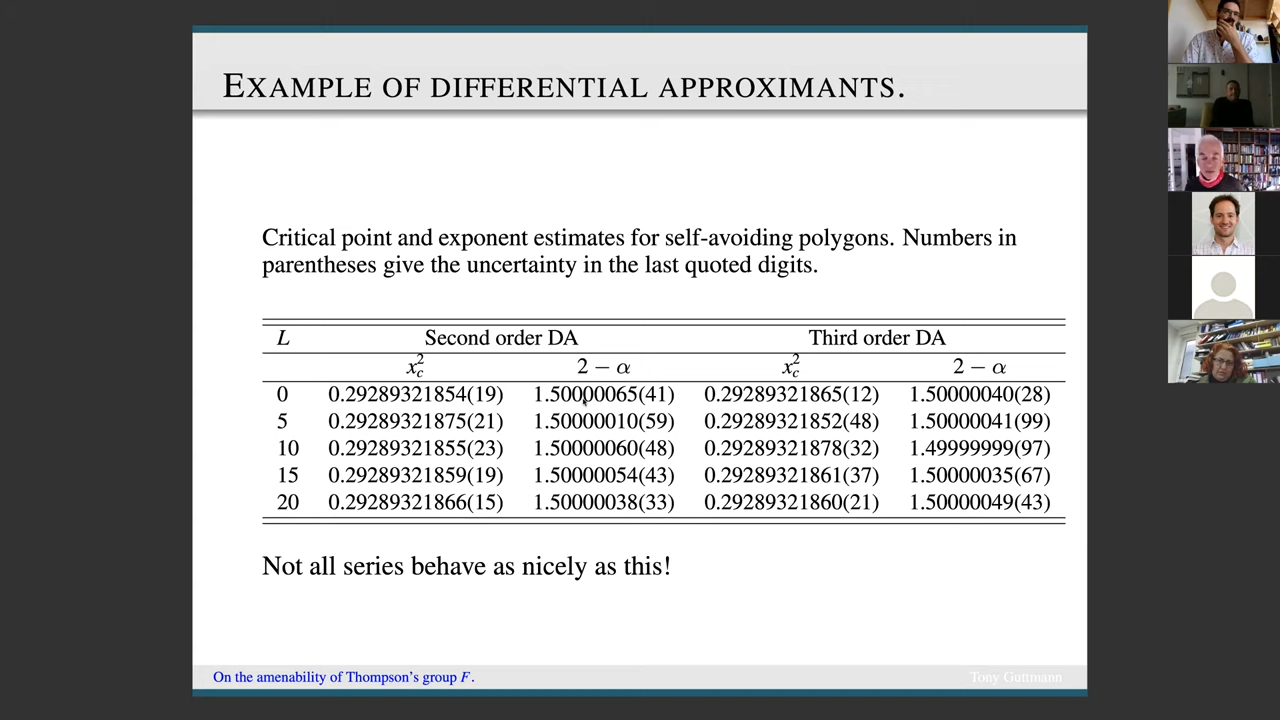 EXAMPLE OF DIFFERENTIAL APPROXIMANTS.
Critical point and exponent estimates for self-avoiding polygons. Numbers in
parentheses give the uncertainty in the last quoted digits.
L Second order DA Third order DA
x_c^2 2 − α x_c^2 2 − α
0 0.29289321854(19) 1.50000065(41) 0.29289321865(12) 1.50000040(28)
5 0.29289321875(21) 1.50000010(59) 0.29289321852(48) 1.50000041(99)
10 0.29289321855(23) 1.50000060(48) 0.29289321878(32) 1.49999999(97)
15 0.29289321859(19) 1.50000054(43) 0.29289321861(37) 1.50000035(67)
20 0.29289321866(15) 1.50000038(33) 0.29289321860(21) 1.50000049(43)
Not all series behave as nicely as this!
On the amenability of Thompson's group F. Tony Guttmann